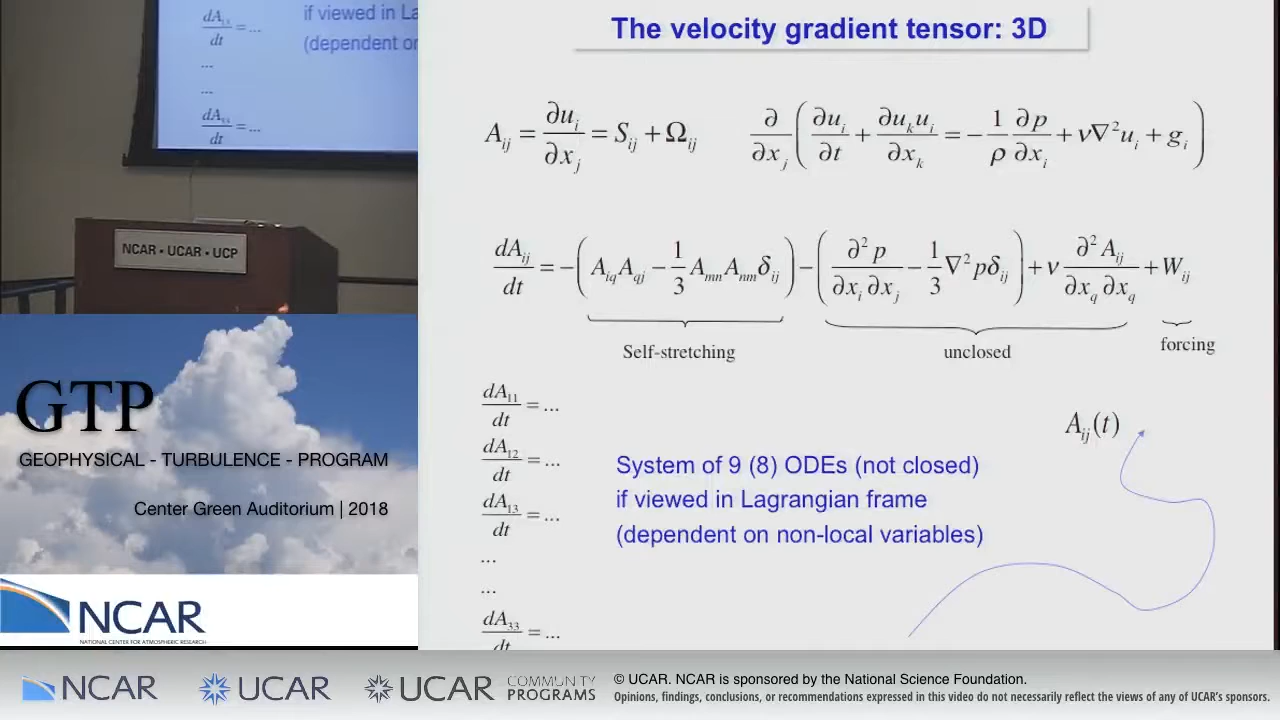 dA₁₃/dt = ...
if viewed in La
(dependent or
...
...
dA₃₃/dt = ...
NCAR • UCAR • UCP
GTP
GEOPHYSICAL - TURBULENCE - PROGRAM
Center Green Auditorium | 2018
NCAR
NATIONAL CENTER FOR ATMOSPHERIC RESEARCH
The velocity gradient tensor: 3D
A_ij = ∂u_i/∂x_j = S_ij + Ω_ij
∂/∂x_j (∂u_i/∂t + ∂u_k u_i/∂x_k = −1/ρ ∂p/∂x_i + ν∇²u_i + g_i)
dA_ij/dt = −(A_iq A_qj − 1/3 A_mn A_nm δ_ij) − (∂²p/∂x_i ∂x_j − 1/3 ∇²p δ_ij) + ν ∂²A_ij/∂x_q ∂x_q + W_ij
Self-stretching
unclosed
forcing
dA₁₁/dt = ...
dA₁₂/dt = ...
dA₁₃/dt = ...
...
...
dA₃₃/dt = ...
System of 9 (8) ODEs (not closed)
if viewed in Lagrangian frame
(dependent on non-local variables)
A_ij(t)
NCAR
UCAR
UCAR
COMMUNITY
PROGRAMS
© UCAR. NCAR is sponsored by the National Science Foundation.
Opinions, findings, conclusions, or recommendations expressed in this video do not necessarily reflect the views of any of UCAR's sponsors.